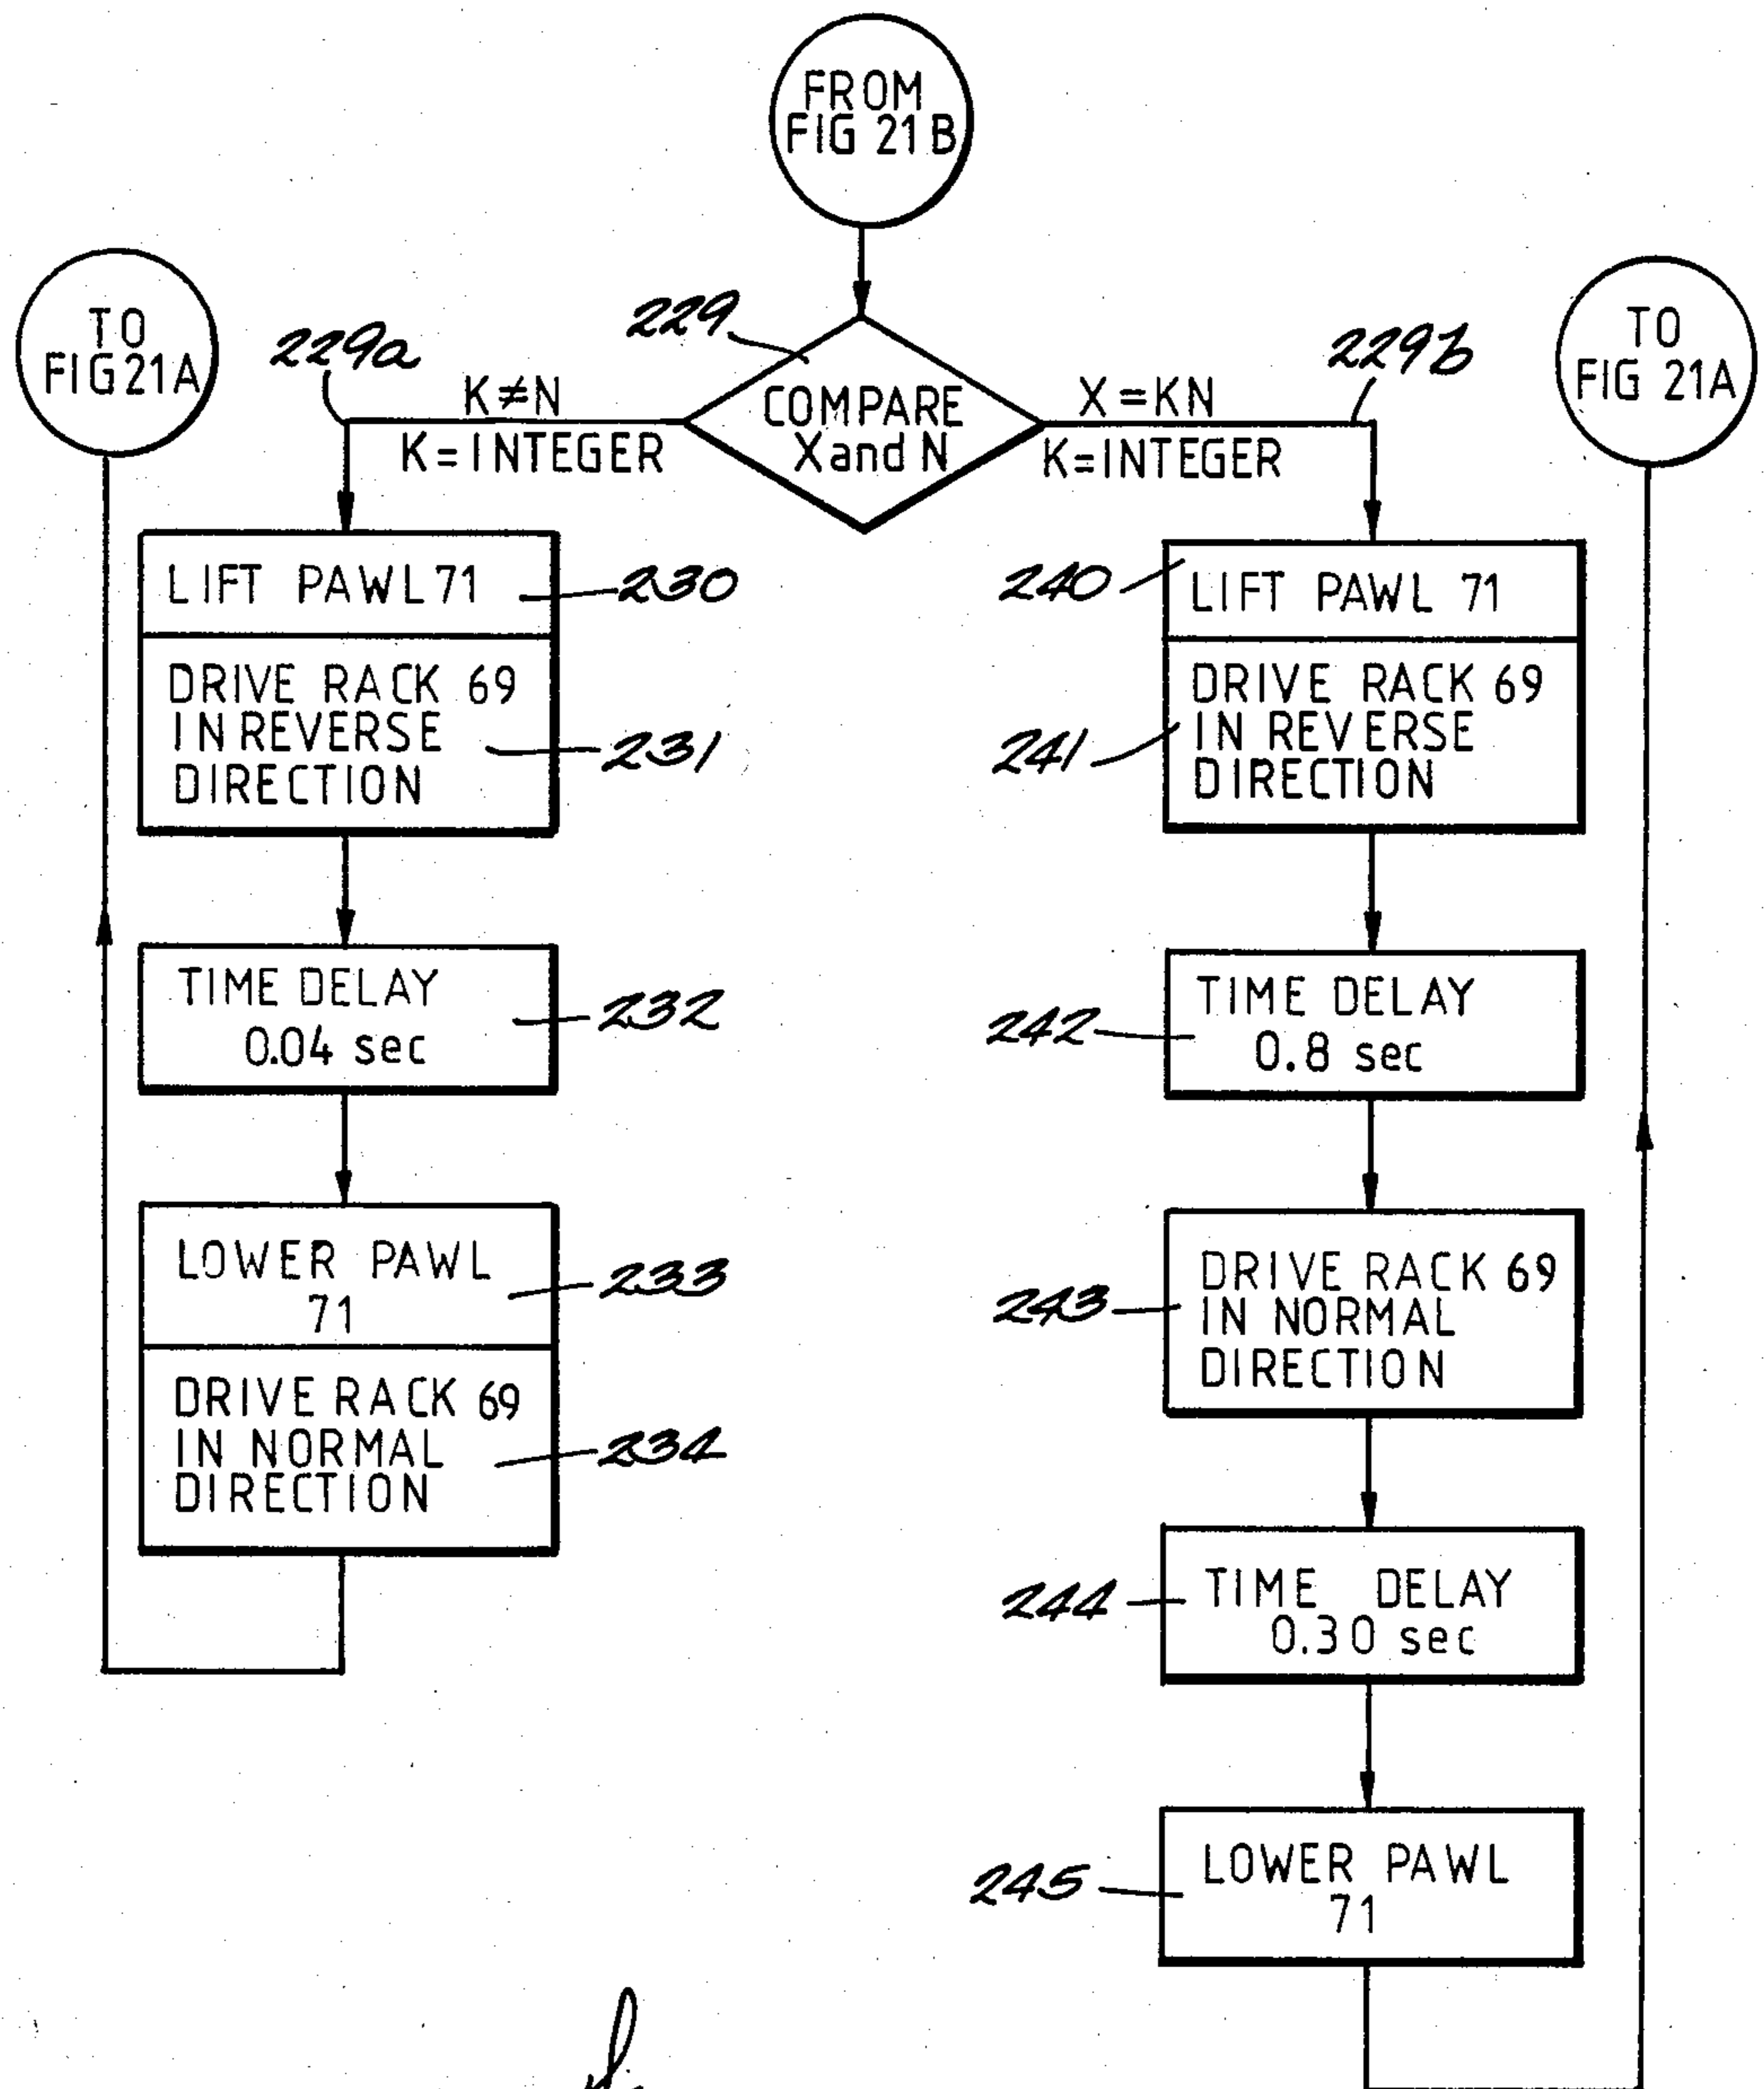 FROM
FIG 21B
TO
FIG 21A
229a
229
229b
TO
FIG 21A
K≠N
K=INTEGER
COMPARE
X and N
X=KN
K=INTEGER
LIFT PAWL 71
230
DRIVE RACK 69
IN REVERSE
DIRECTION
231
TIME DELAY
0.04 sec
232
LOWER PAWL
71
233
DRIVE RACK 69
IN NORMAL
DIRECTION
234
240
LIFT PAWL 71
241
DRIVE RACK 69
IN REVERSE
DIRECTION
242
TIME DELAY
0.8 sec
243
DRIVE RACK 69
IN NORMAL
DIRECTION
244
TIME DELAY
0.30 sec
245
LOWER PAWL
71